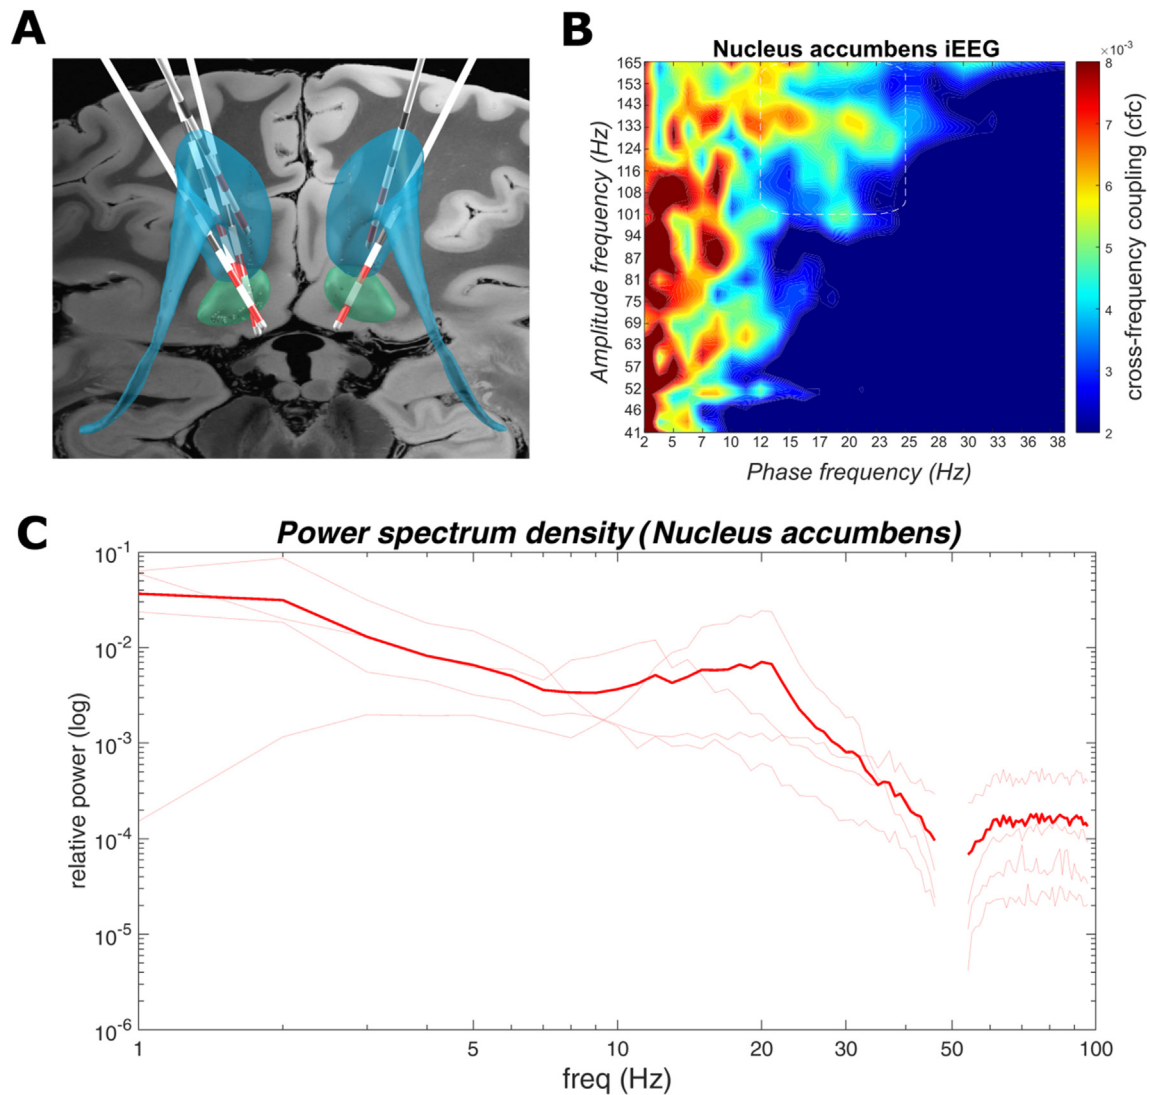 A
B
Nucleus accumbens iEEG
×10⁻³
Amplitude frequency (Hz)
165
153
143
133
124
116
108
101
94
87
81
75
69
63
57
52
46
41
2 5 7 10 12 15 17 20 23 25 28 30 33 36 38
Phase frequency (Hz)
8
7
6
5
4
3
2
cross-frequency coupling (cfc)
C
Power spectrum density (Nucleus accumbens)
relative power (log)
10⁻¹
10⁻²
10⁻³
10⁻⁴
10⁻⁵
10⁻⁶
1 5 10 20 30 50 100
freq (Hz)